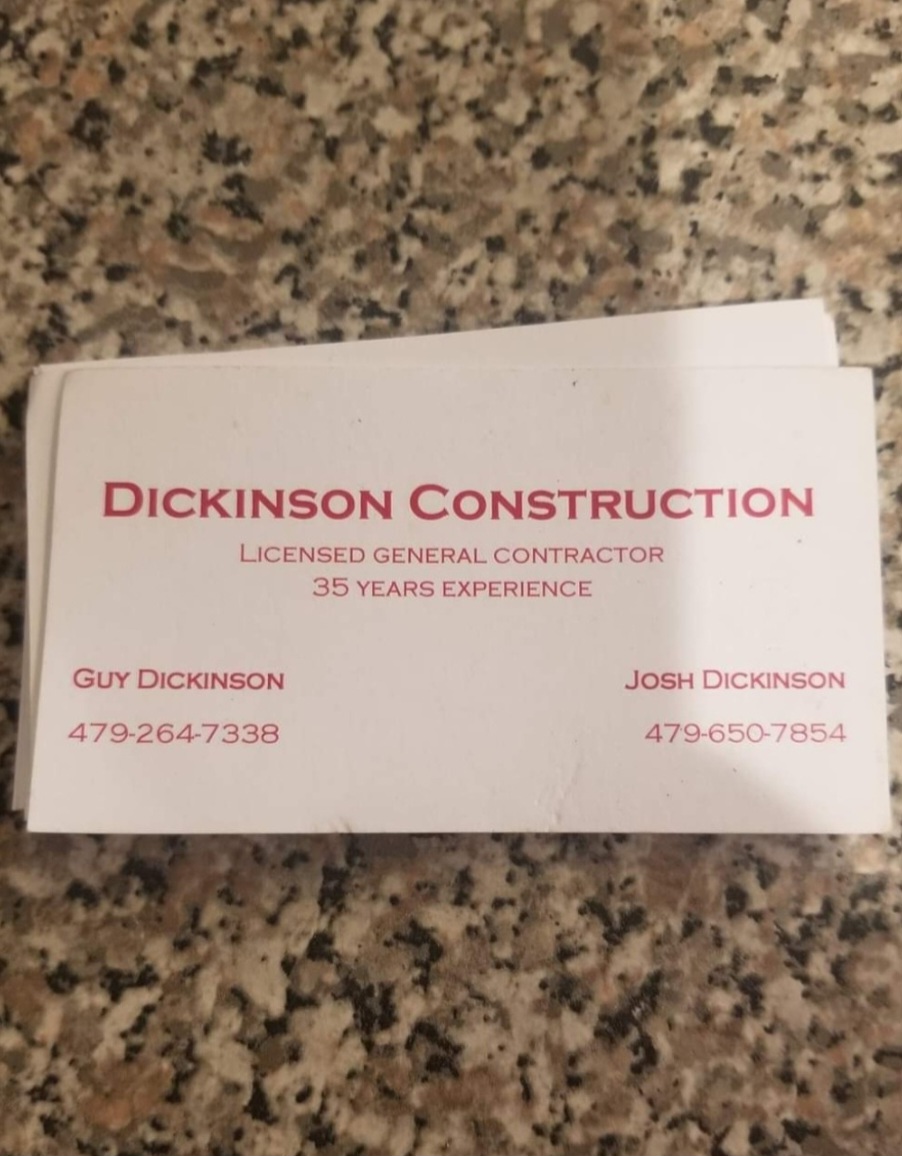 Dickinson Construction
Licensed general contractor
35 years experience
Guy Dickinson
Josh Dickinson
479-264-7338
479-650-7854